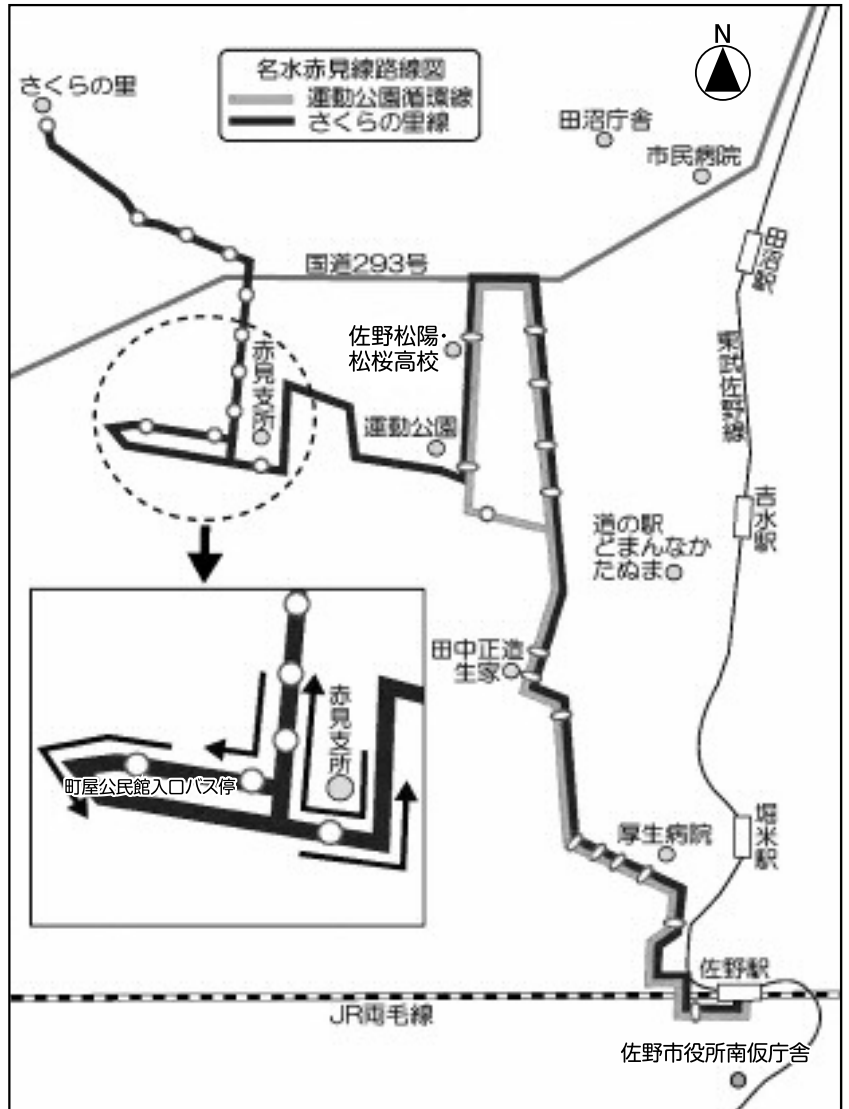 N
名水赤見線路線図
運動公園循環線
さくらの里線
さくらの里
田沼庁舎
市民病院
田沼駅
国道293号
佐野松陽・
松桜高校
赤見支所
東武佐野線
運動公園
吉水駅
道の駅
どまんなか
たぬま
田中正造
生家
赤見支所
町屋公民館入口バス停
厚生病院
堀米駅
佐野駅
JR両毛線
佐野市役所南仮庁舎